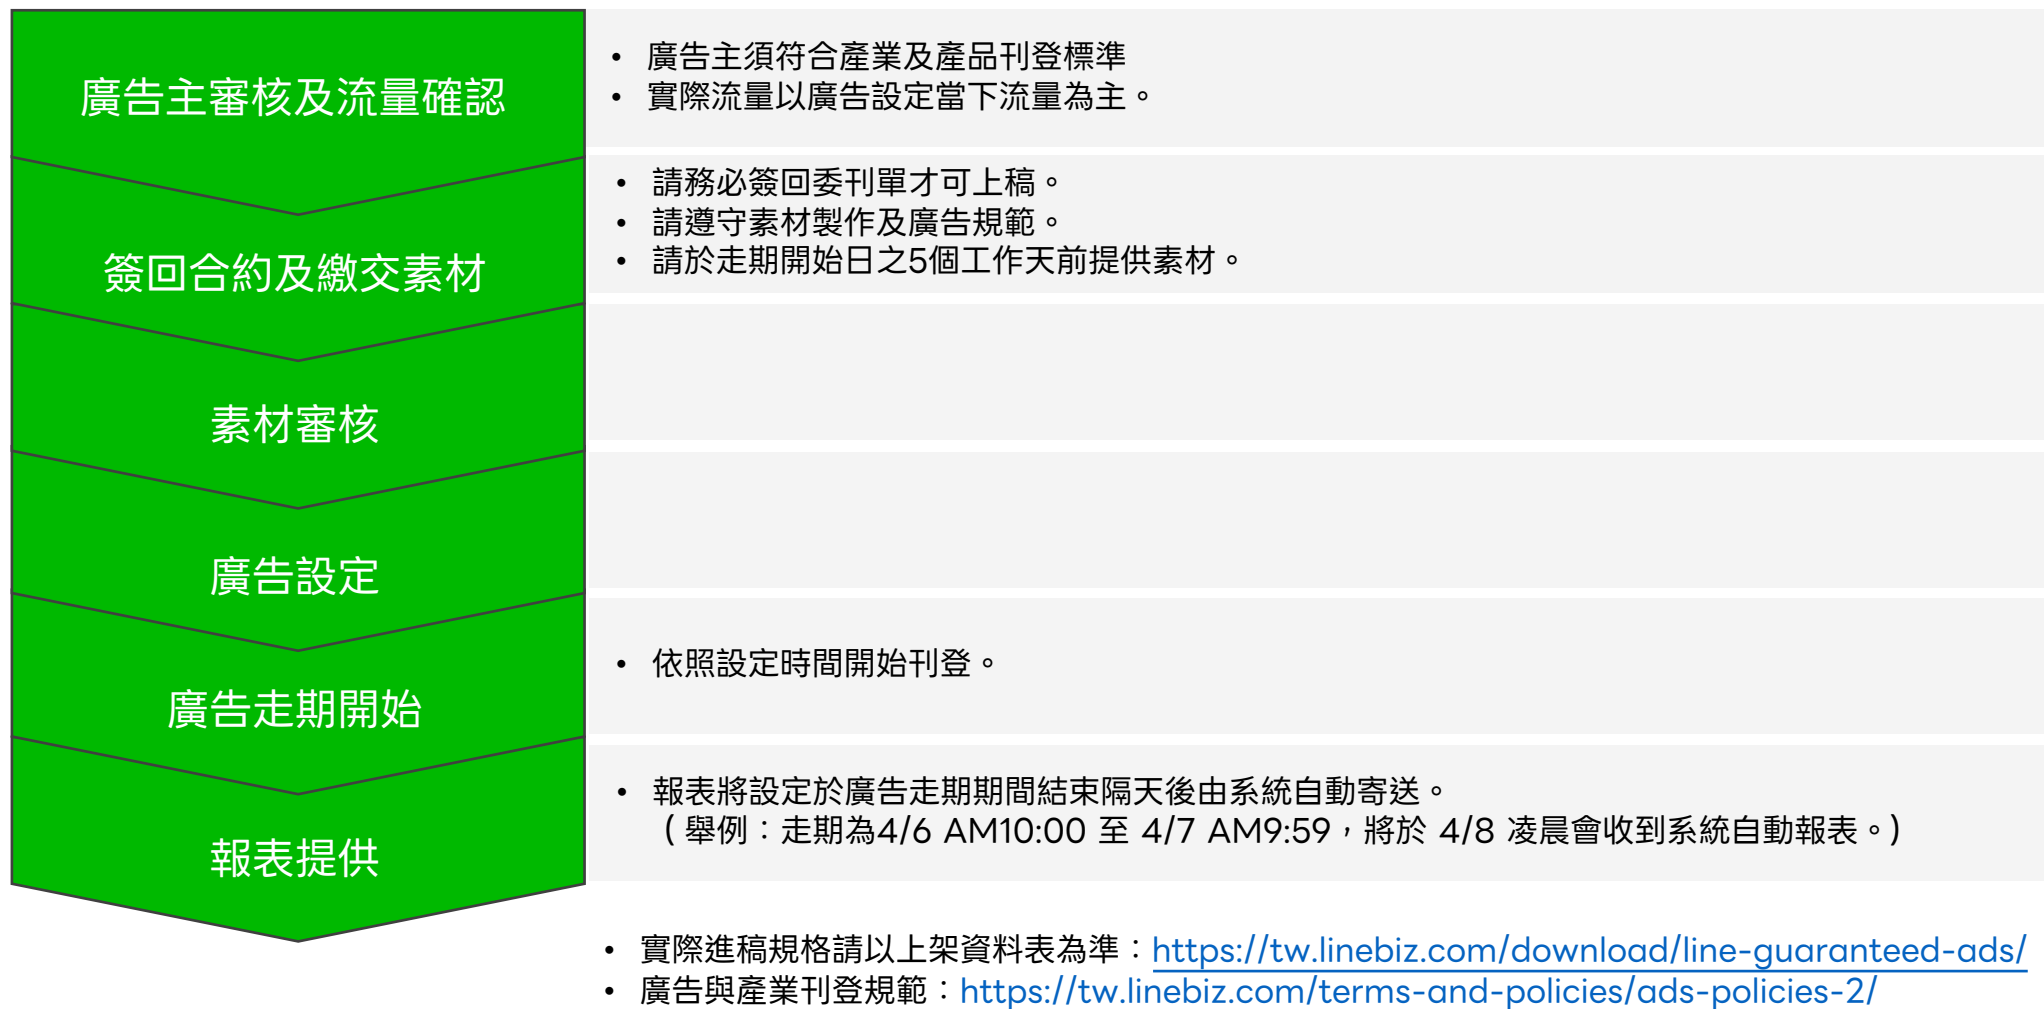 廣告主審核及流量確認
• 廣告主須符合產業及產品刊登標準
• 實際流量以廣告設定當下流量為主。
簽回合約及繳交素材
• 請務必簽回委刊單才可上稿。
• 請遵守素材製作及廣告規範。
• 請於走期開始日之5個工作天前提供素材。
素材審核
廣告設定
廣告走期開始
• 依照設定時間開始刊登。
報表提供
• 報表將設定於廣告走期期間結束隔天後由系統自動寄送。
（舉例：走期為4/6 AM10:00 至 4/7 AM9:59，將於 4/8 凌晨會收到系統自動報表。)
• 實際進稿規格請以上架資料表為準：https://tw.linebiz.com/download/line-guaranteed-ads/
• 廣告與產業刊登規範：https://tw.linebiz.com/terms-and-policies/ads-policies-2/